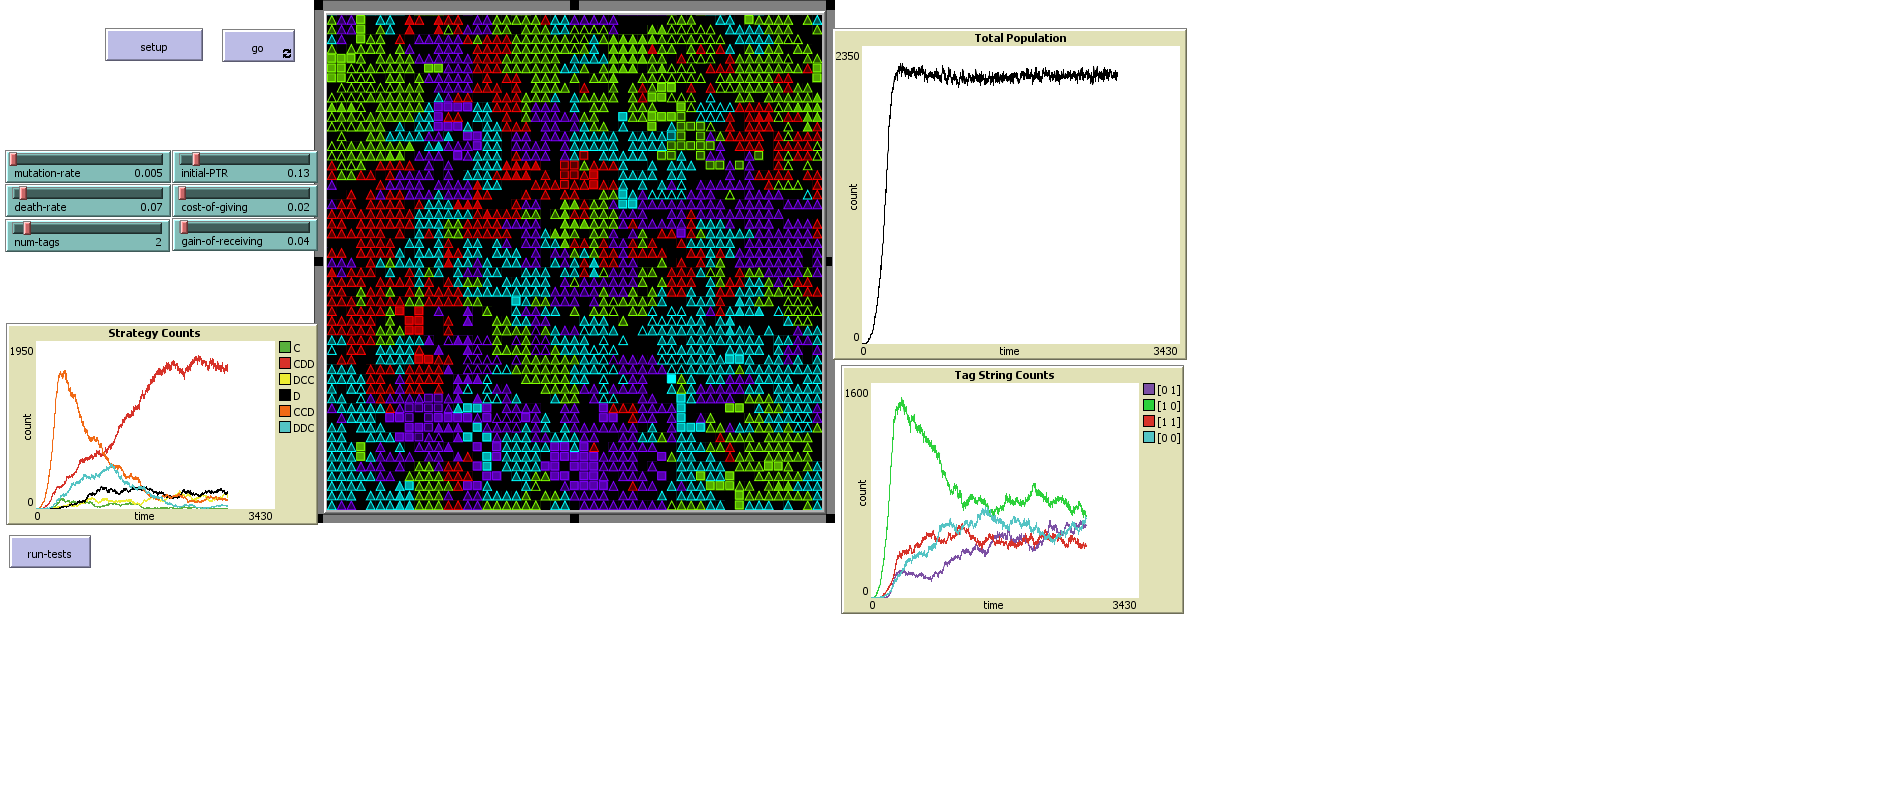 setup
go
mutation-rate 0.005
initial-PTR 0.13
death-rate 0.07
cost-of-giving 0.02
num-tags 2
gain-of-receiving 0.04
Strategy Counts
1950
count
0
0
time
3430
C
CDD
DCC
D
CCD
DDC
run-tests
Total Population
2350
count
0
0
time
3430
Tag String Counts
1600
count
0
0
time
3430
[0 1]
[1 0]
[1 1]
[0 0]